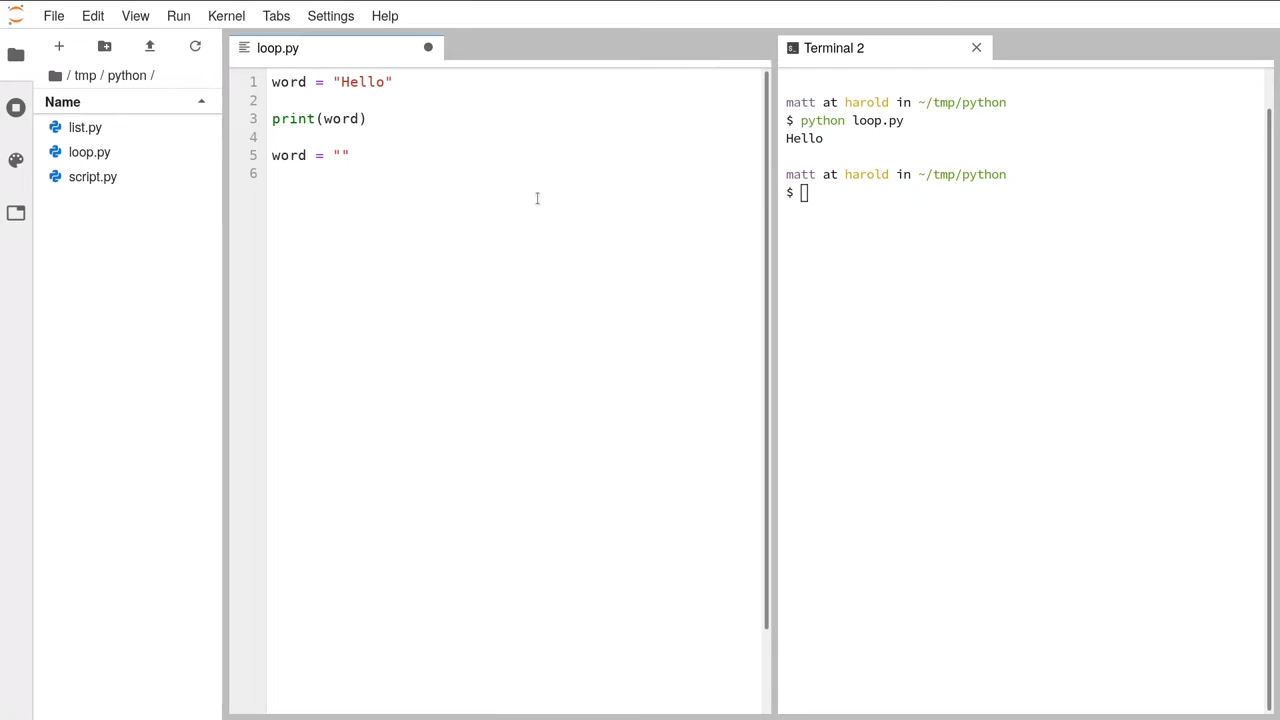 File Edit View Run Kernel Tabs Settings Help
/ tmp / python /
Name
list.py
loop.py
script.py
loop.py
1 word = "Hello"
2
3 print(word)
4
5 word = ""
6
Terminal 2
matt at harold in ~/tmp/python
$ python loop.py
Hello
matt at harold in ~/tmp/python
$